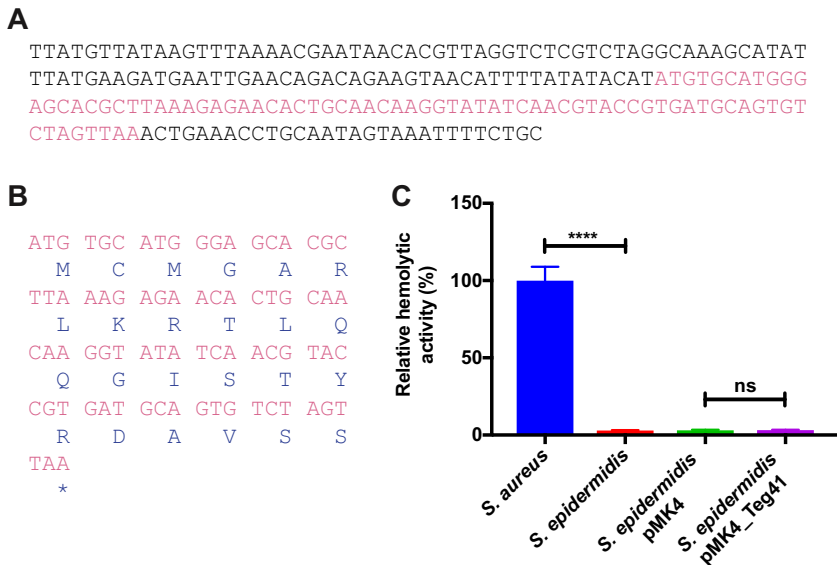 A
TTATGTTATAAGTTTAAAACGAATAACACGTTAGGTCTCGTCTAGGCAAAGCATAT
TTATGAAGATGAATTGAACAGACAGAAGTAACATTTTATATACATATGTGCATGGG
AGCACGCTTAAAGAGAACACTGCAACAAGGTATATCAACGTACCGTGATGCAGTGT
CTAGTTAAACTGAAACCTGCAATAGTAAATTTTCTGC
B
ATG TGC ATG GGA GCA CGC
M C M G A R
TTA AAG AGA ACA CTG CAA
L K R T L Q
CAA GGT ATA TCA ACG TAC
Q G I S T Y
CGT GAT GCA GTG TCT AGT
R D A V S S
TAA
*
C
Relative hemolytic
activity (%)
150
100
50
0
****
ns
S. aureus
S. epidermidis
S. epidermidis
pMK4
S. epidermidis
pMK4_Teg41